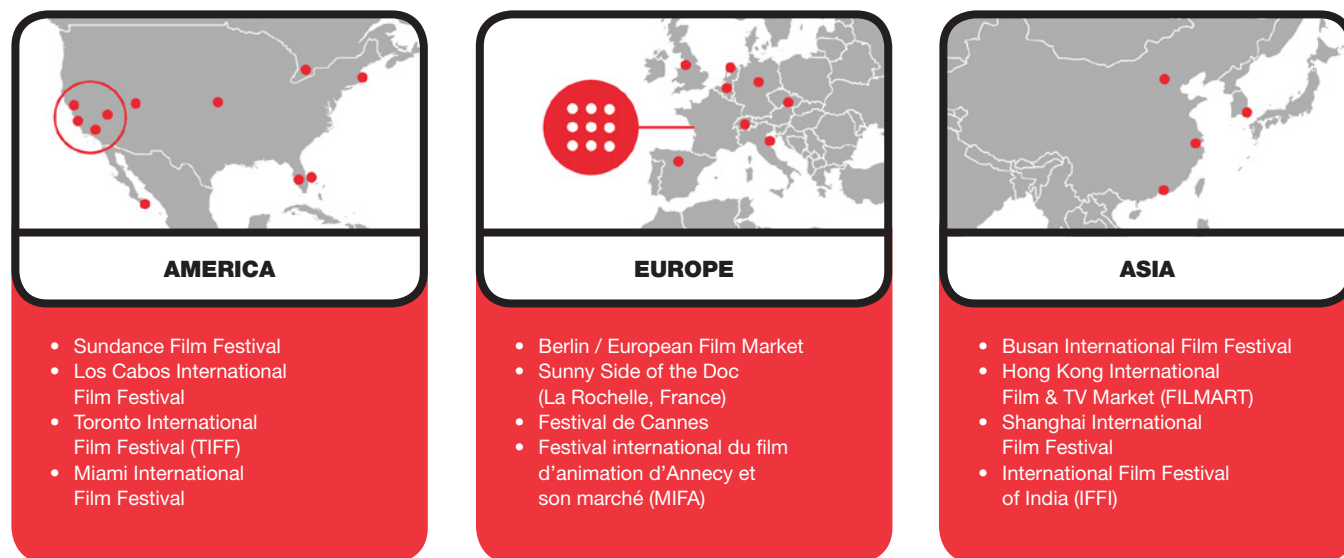 AMERICA
• Sundance Film Festival
• Los Cabos International
Film Festival
• Toronto International
Film Festival (TIFF)
• Miami International
Film Festival
EUROPE
• Berlin / European Film Market
• Sunny Side of the Doc
(La Rochelle, France)
• Festival de Cannes
• Festival international du film
d’animation d’Annecy et
son marché (MIFA)
ASIA
• Busan International Film Festival
• Hong Kong International
Film & TV Market (FILMART)
• Shanghai International
Film Festival
• International Film Festival
of India (IFFI)